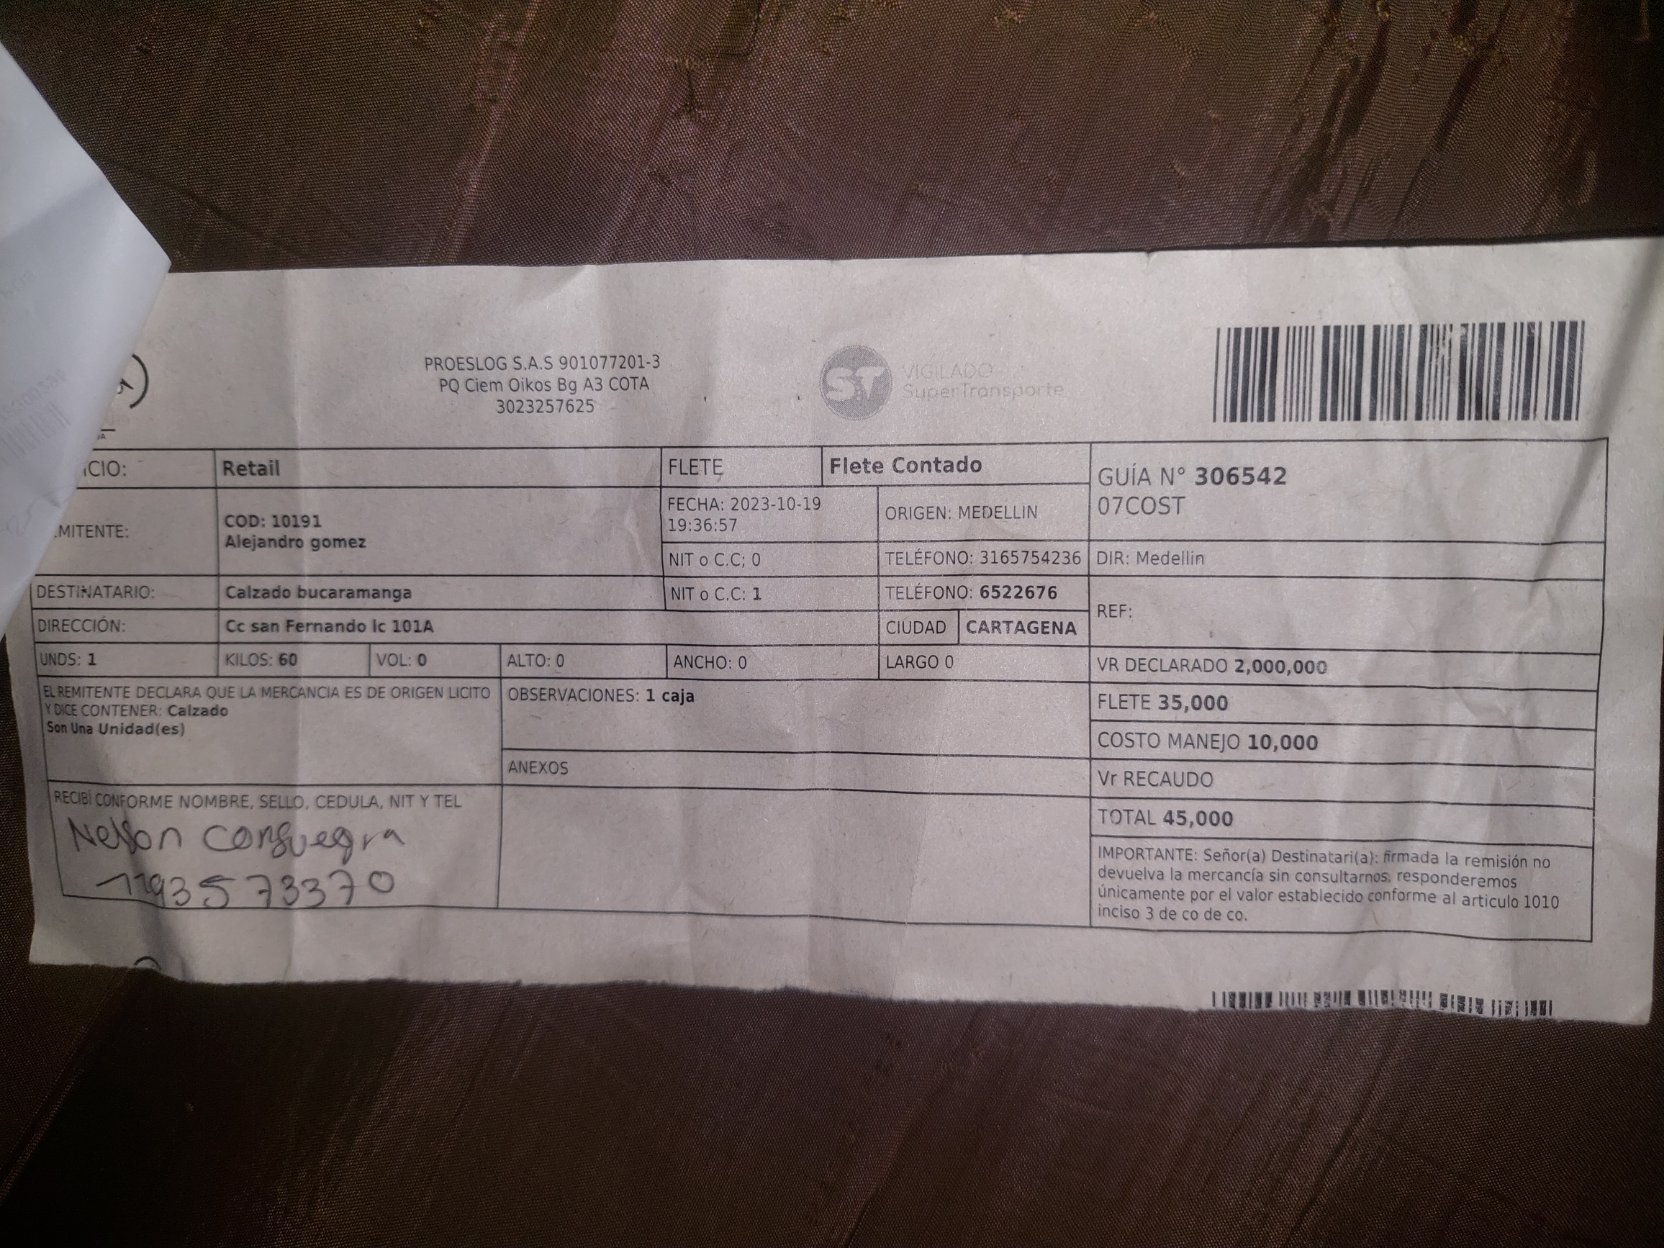 PROESLOG S.A.S 901077201-3
PQ Ciem Oikos Bg A3 COTA
3023257625
ST
VIGILADO
SuperTransporte
ICIO: Retail FLETE Flete Contado
GUÍA N° 306542
07COST
MITENTE: COD: 10191
Alejandro gomez
FECHA: 2023-10-19
19:36:57
ORIGEN: MEDELLIN
NIT o C.C; 0 TELÉFONO: 3165754236 DIR: Medellin
DESTINATARIO: Calzado bucaramanga NIT o C.C: 1 TELÉFONO: 6522676
REF:
DIRECCIÓN: Cc san Fernando lc 101A CIUDAD CARTAGENA
UNDS: 1 KILOS: 60 VOL: 0 ALTO: 0 ANCHO: 0 LARGO 0 VR DECLARADO 2,000,000
EL REMITENTE DECLARA QUE LA MERCANCIA ES DE ORIGEN LICITO
Y DICE CONTENER: Calzado
Son Una Unidad(es)
OBSERVACIONES: 1 caja
FLETE 35,000
COSTO MANEJO 10,000
ANEXOS
Vr RECAUDO
RECIBÍ CONFORME NOMBRE, SELLO, CEDULA, NIT Y TEL
Nelson Consuegra
1193573370
TOTAL 45,000
IMPORTANTE: Señor(a) Destinatari(a): firmada la remisión no
devuelva la mercancía sin consultarnos, responderemos
únicamente por el valor establecido conforme al articulo 1010
inciso 3 de co de co.